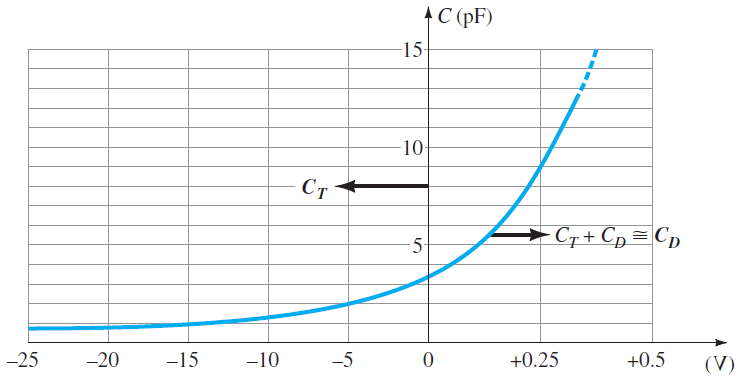 C (pF)
15
10
C_T
C_T + C_D ≅ C_D
5
–25 –20 –15 –10 –5 0 +0.25 +0.5 (V)